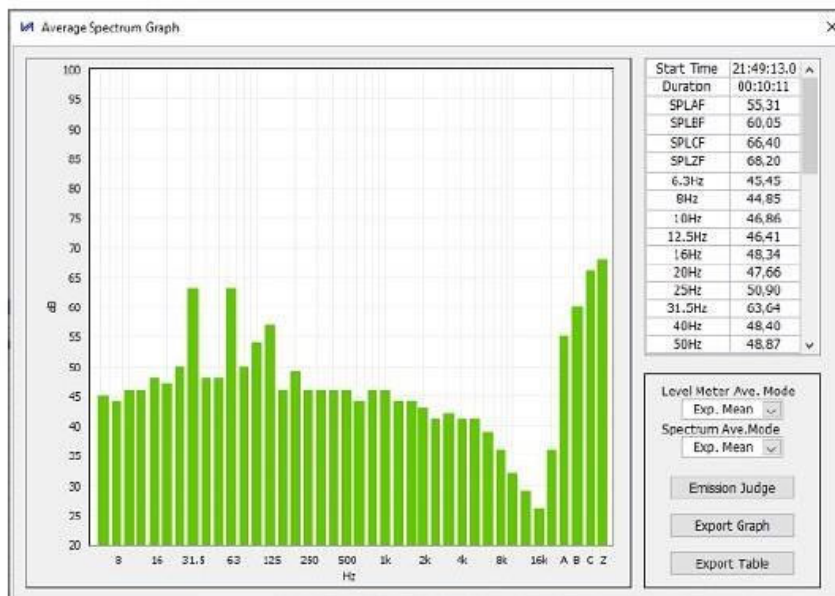 Average Spectrum Graph
100
95
90
85
80
75
70
65
60
55
50
45
40
35
30
25
20
dB
8 16 31.5 63 125 250 500 1k 2k 4k 8k 16k A B C Z
Hz
Start Time 21:49:13.0
Duration 00:10:11
SPLAF 55,31
SPLBF 60,05
SPLCF 66,40
SPLZF 68,20
6.3Hz 45,45
8Hz 44,85
10Hz 46,86
12.5Hz 46,41
16Hz 48,34
20Hz 47,66
25Hz 50,90
31.5Hz 63,64
40Hz 48,40
50Hz 48,87
Level Meter Ave. Mode
Exp. Mean
Spectrum Ave.Mode
Exp. Mean
Emission Judge
Export Graph
Export Table